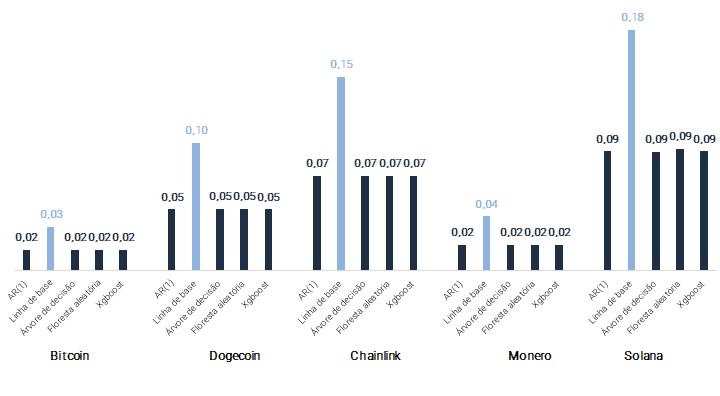 0,02 0,03 0,02 0,02 0,02
0,05 0,10 0,05 0,05 0,05
0,07 0,15 0,07 0,07 0,07
0,02 0,04 0,02 0,02 0,02
0,09 0,18 0,09 0,09 0,09
AR(1) Linha de base Árvore de decisão Floresta aleatória Xgboost
AR(1) Linha de base Árvore de decisão Floresta aleatória Xgboost
AR(1) Linha de base Árvore de decisão Floresta aleatória Xgboost
AR(1) Linha de base Árvore de decisão Floresta aleatória Xgboost
AR(1) Linha de base Árvore de decisão Floresta aleatória Xgboost
Bitcoin Dogecoin Chainlink Monero Solana